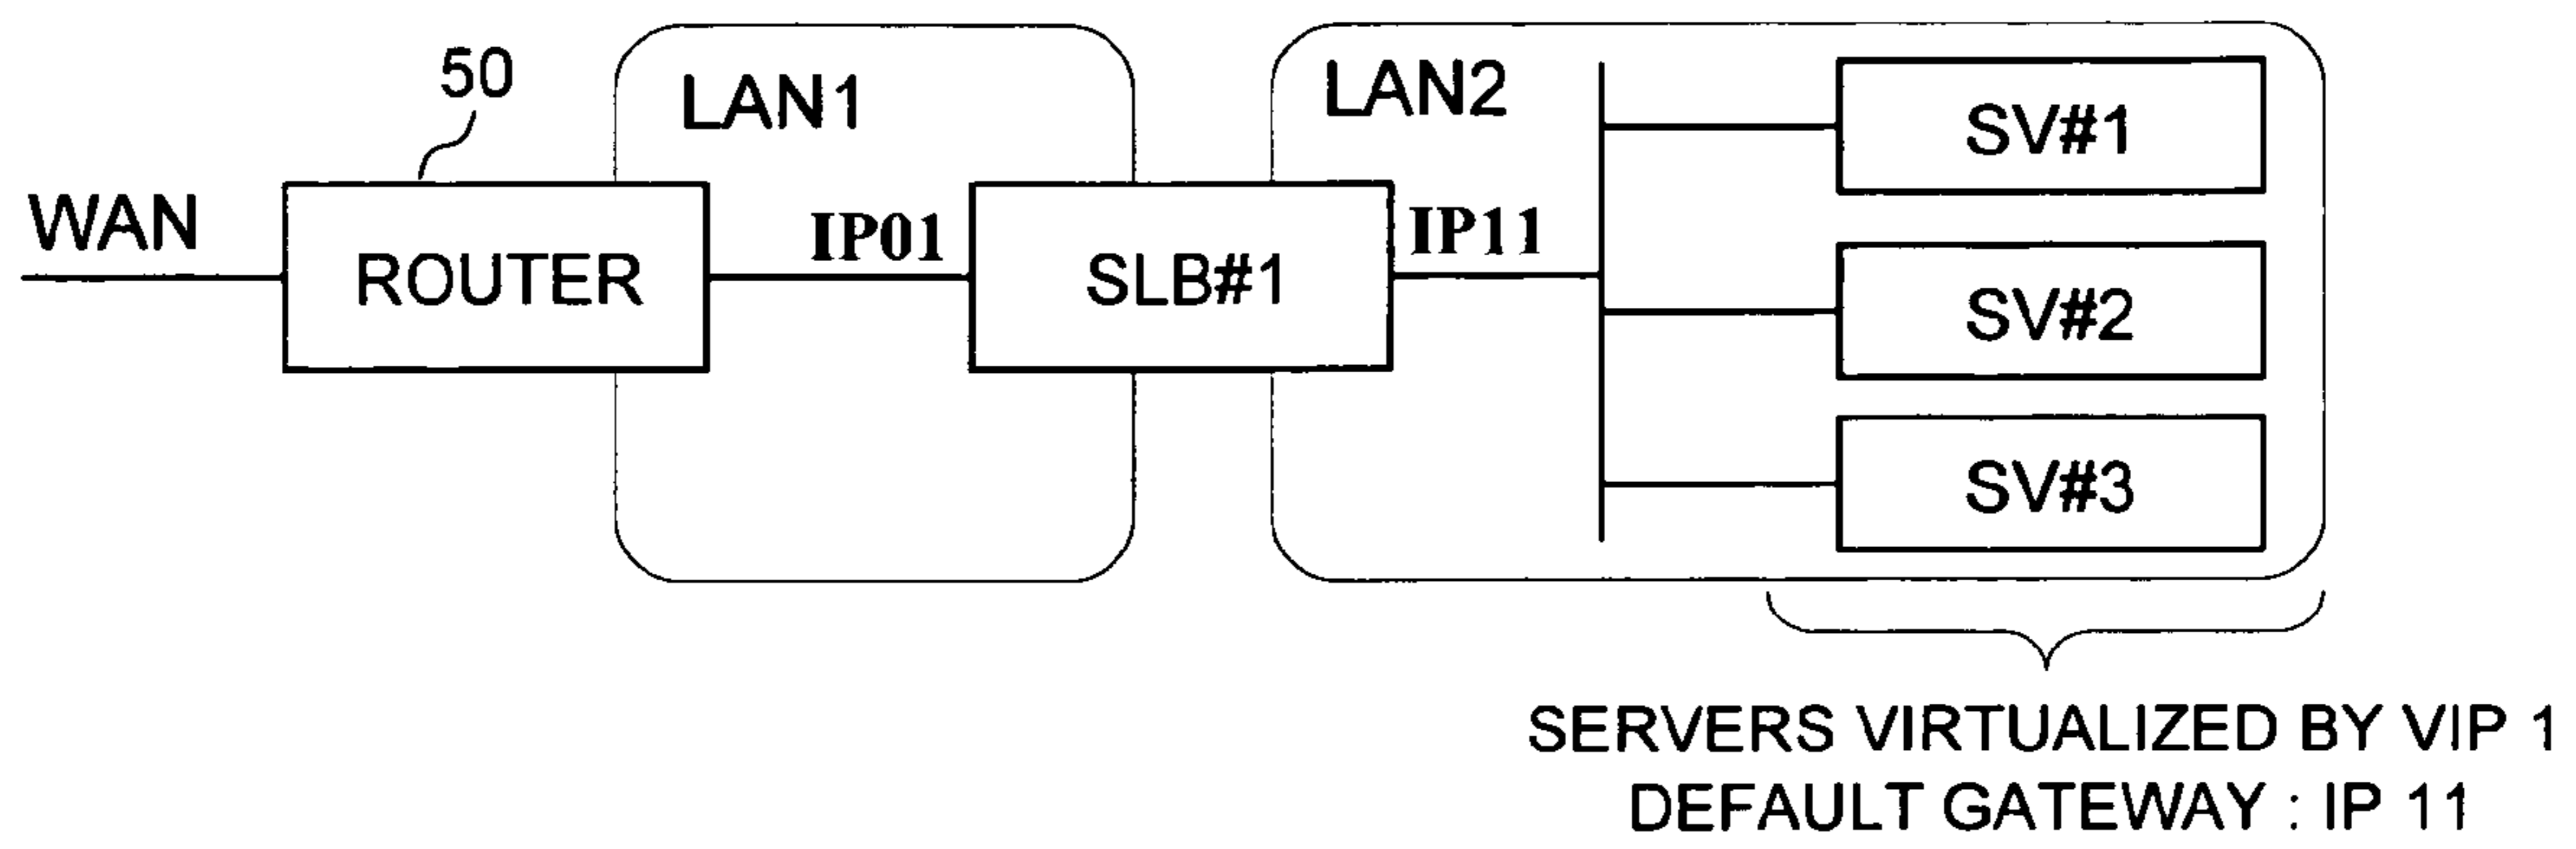 50
LAN1
LAN2
SV#1
WAN
ROUTER
IP01
SLB#1
IP11
SV#2
SV#3
SERVERS VIRTUALIZED BY VIP 1
DEFAULT GATEWAY : IP 11